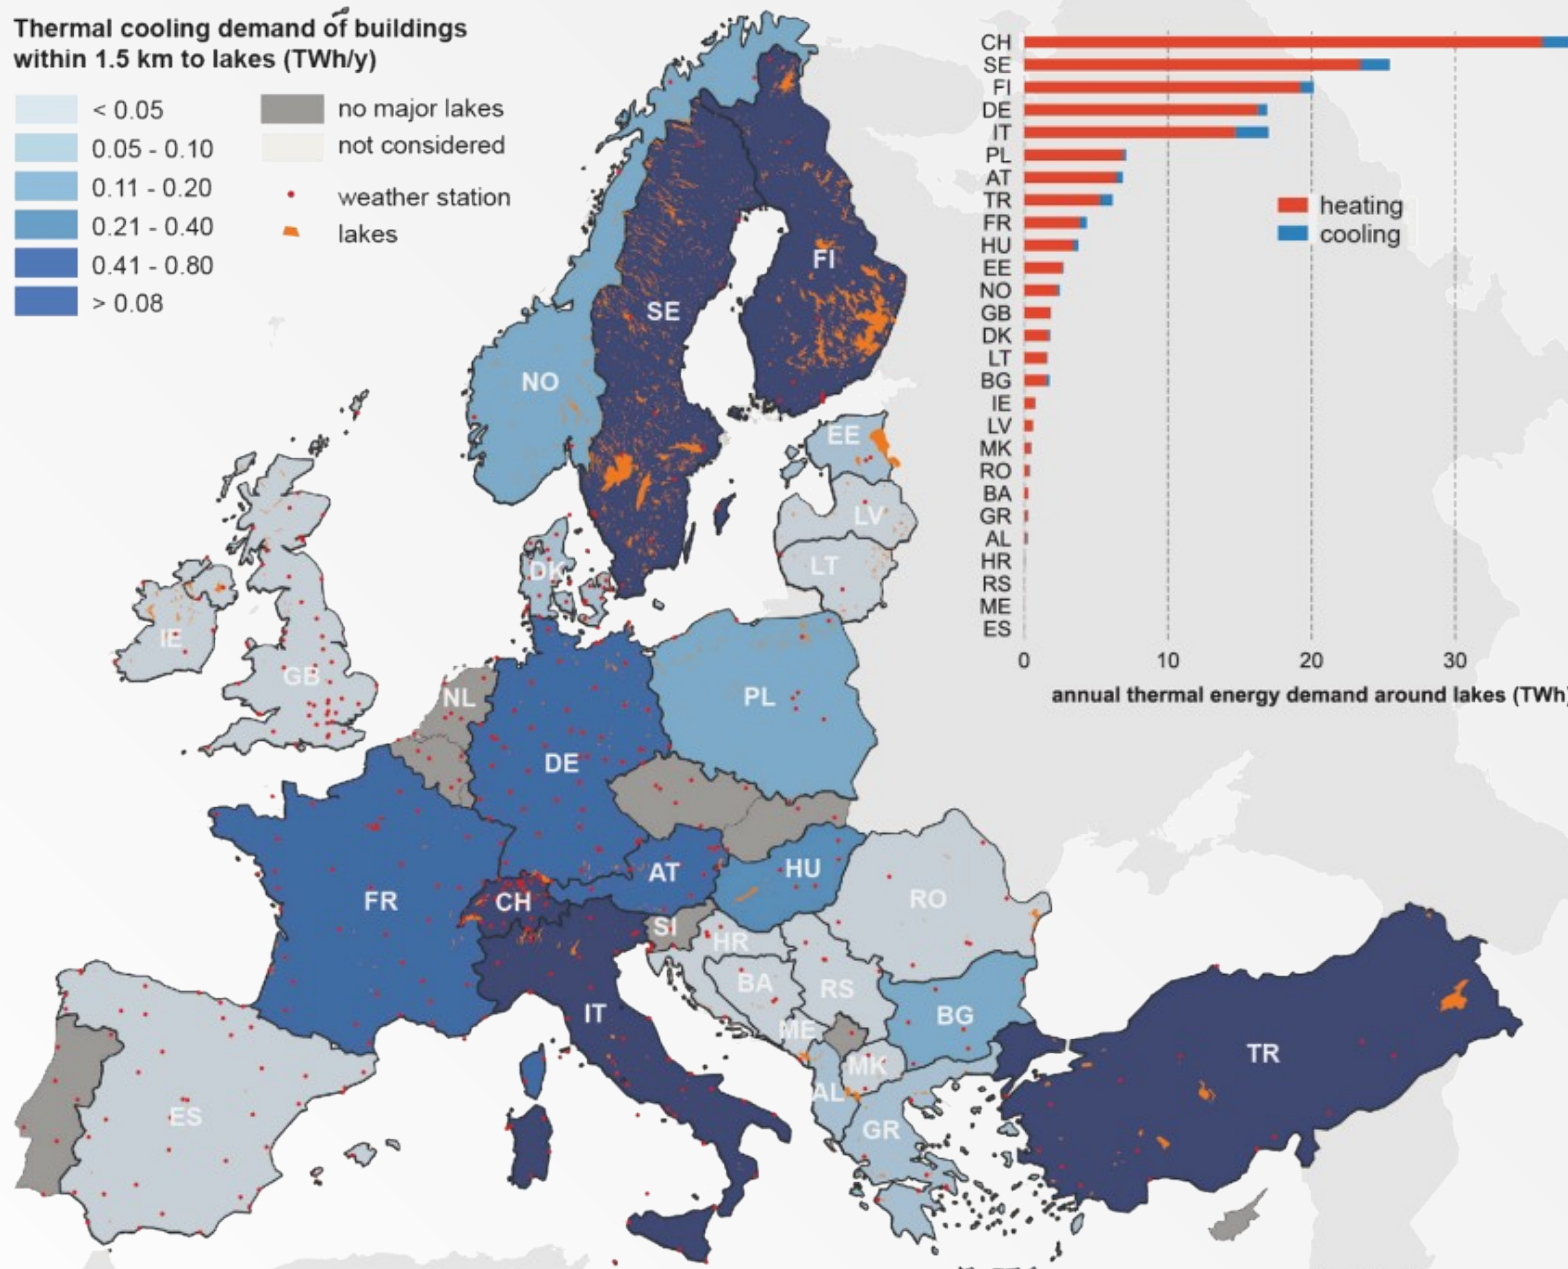 Thermal cooling demand of buildings
within 1.5 km to lakes (TWh/y)
< 0.05
0.05 - 0.10
0.11 - 0.20
0.21 - 0.40
0.41 - 0.80
> 0.08
no major lakes
not considered
weather station
lakes
CH
SE
FI
DE
IT
PL
AT
TR
FR
HU
EE
NO
GB
DK
LT
BG
IE
LV
MK
RO
BA
GR
AL
HR
RS
ME
ES
heating
cooling
0 10 20 30
annual thermal energy demand around lakes (TWh
FI
SE
NO
EE
LV
LT
DK
IE
GB
NL
PL
DE
AT
HU
FR
CH
RO
SI
HR
BA
RS
IT
BG
ME
MK
TR
AL
ES
GR